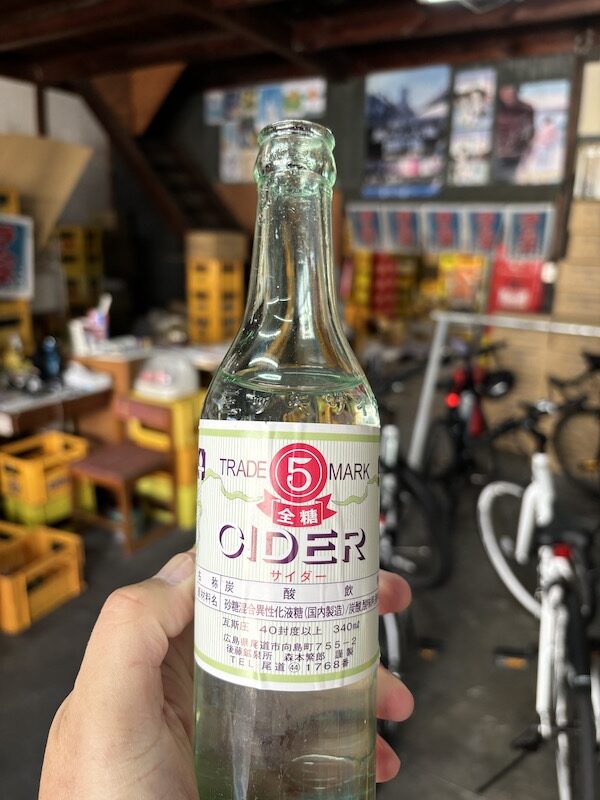 TRADE 5 MARK
全糖
CIDER
サイダー
名 称 炭 酸 飲
原材料名 砂糖混合異性化液糖(国内製造)/炭酸、酸味料、
瓦斯圧 40封度以上 340ml
広島県尾道市向島町755-2
後藤鉱泉所 森本繁郎 謹製
TEL 尾道 ㊹ 1768番